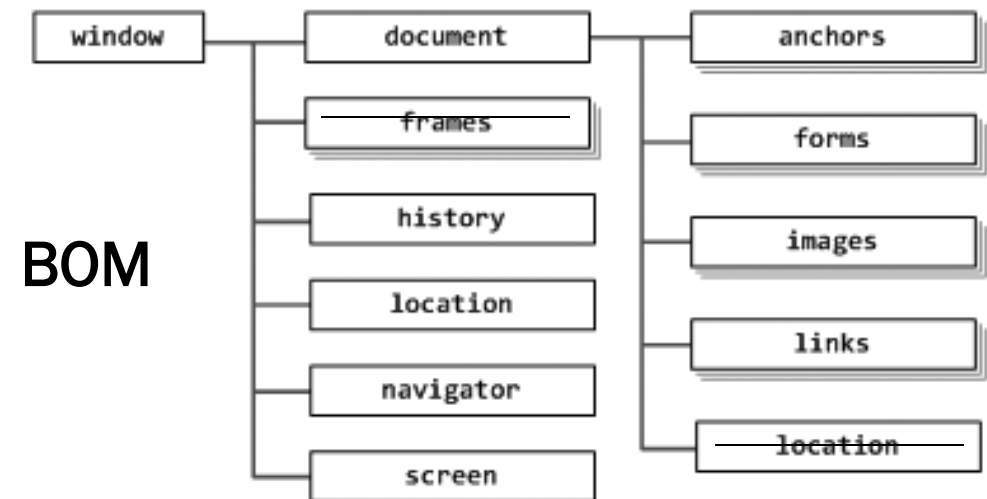 window
document
anchors
frames
forms
history
images
BOM
location
links
navigator
location
screen